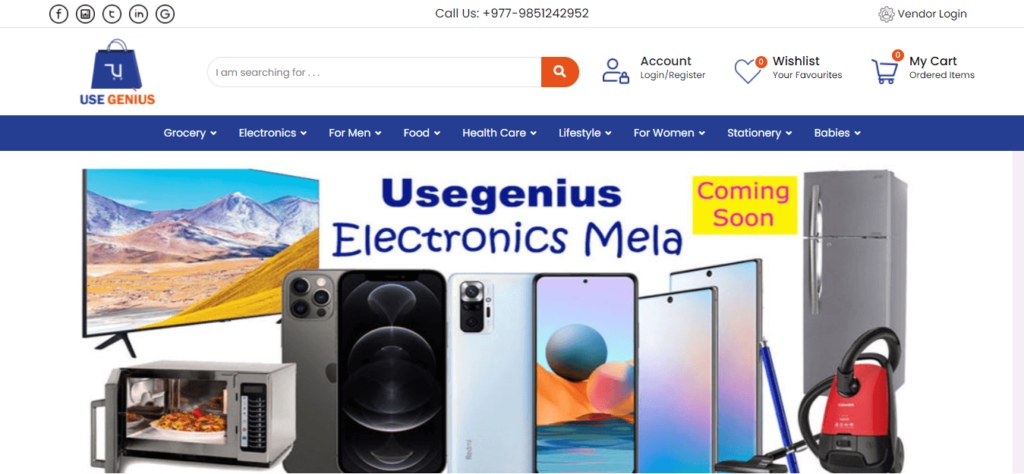 Call Us: +977-9851242952
Vendor Login
USE GENIUS
I am searching for . . .
Account
Login/Register
0
Wishlist
Your Favourites
0
My Cart
Ordered Items
Grocery
Electronics
For Men
Food
Health Care
Lifestyle
For Women
Stationery
Babies
Usegenius
Electronics Mela
Coming
Soon
Redmi